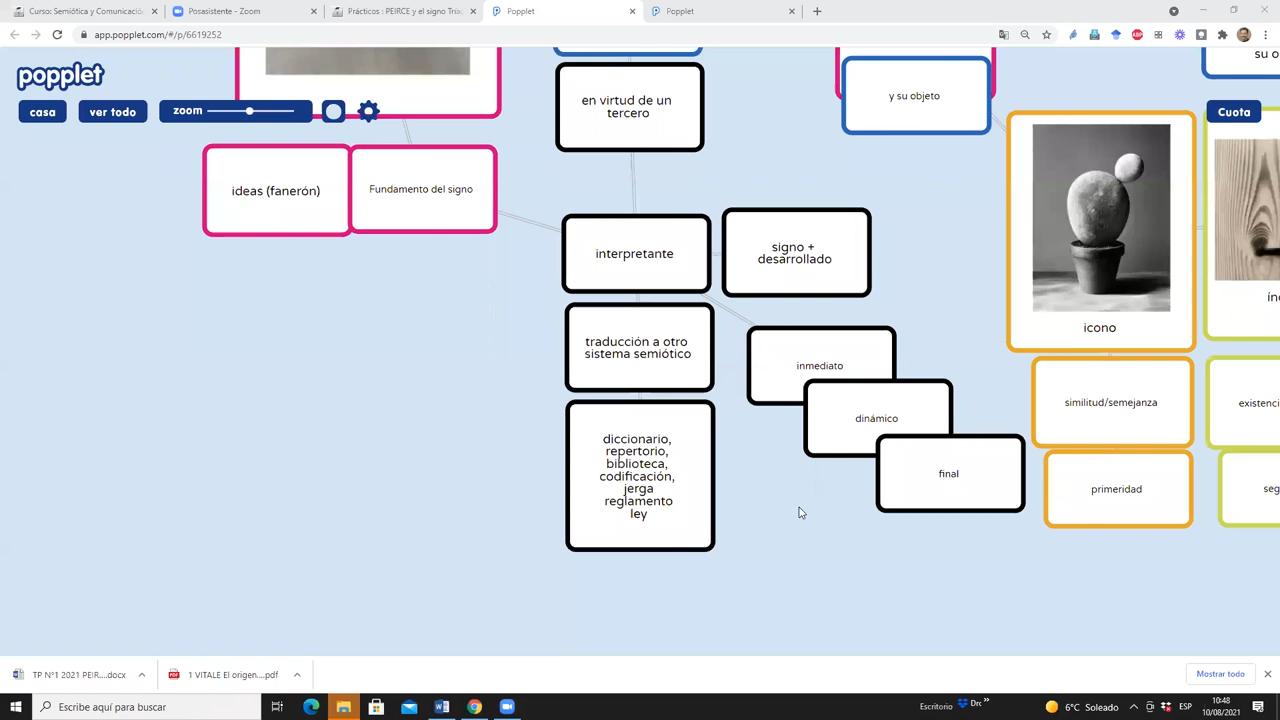 Curso: Semiótica y Comunicació
Posasistente - Zoom
Prácticos : PEIRCE y el signo Tria
Popplet
Popplet
app.popplet.com/#/p/6619252
popplet
casa
ver todo
zoom
Cuota
su o
en virtud de un
tercero
y su objeto
ideas (fanerón)
Fundamento del signo
interpretante
signo +
desarrollado
traducción a otro
sistema semiótico
inmediato
dinámico
final
diccionario,
repertorio,
biblioteca,
codificación,
jerga
reglamento
ley
icono
similitud/semejanza
primeridad
ín
existenci
seg
TP N°1 2021 PEIR....docx
1 VITALE El origen....pdf
Mostrar todo
Escribe aquí para buscar
Escritorio
6°C Soleado
ESP
10:48
10/08/2021